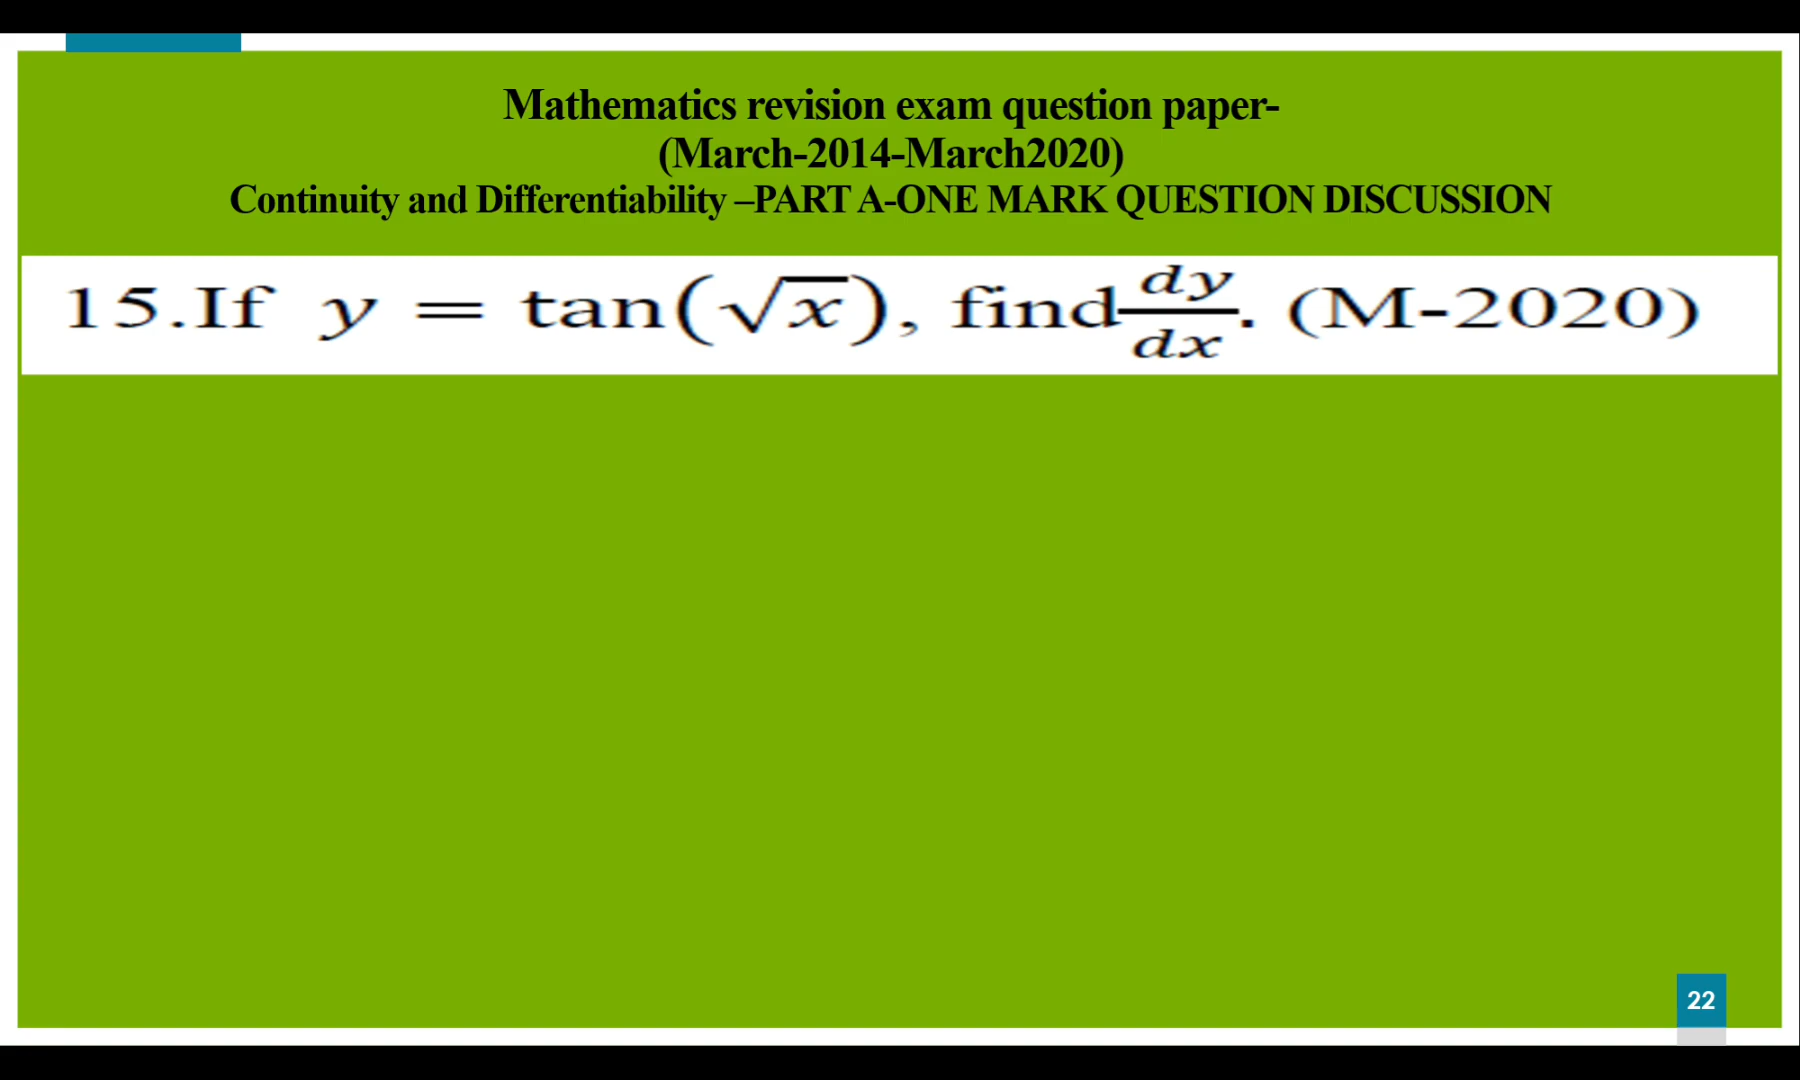 Mathematics revision exam question paper-
(March-2014-March2020)
Continuity and Differentiability –PART A-ONE MARK QUESTION DISCUSSION
15.If y = tan(√x), find dy/dx. (M-2020)
22